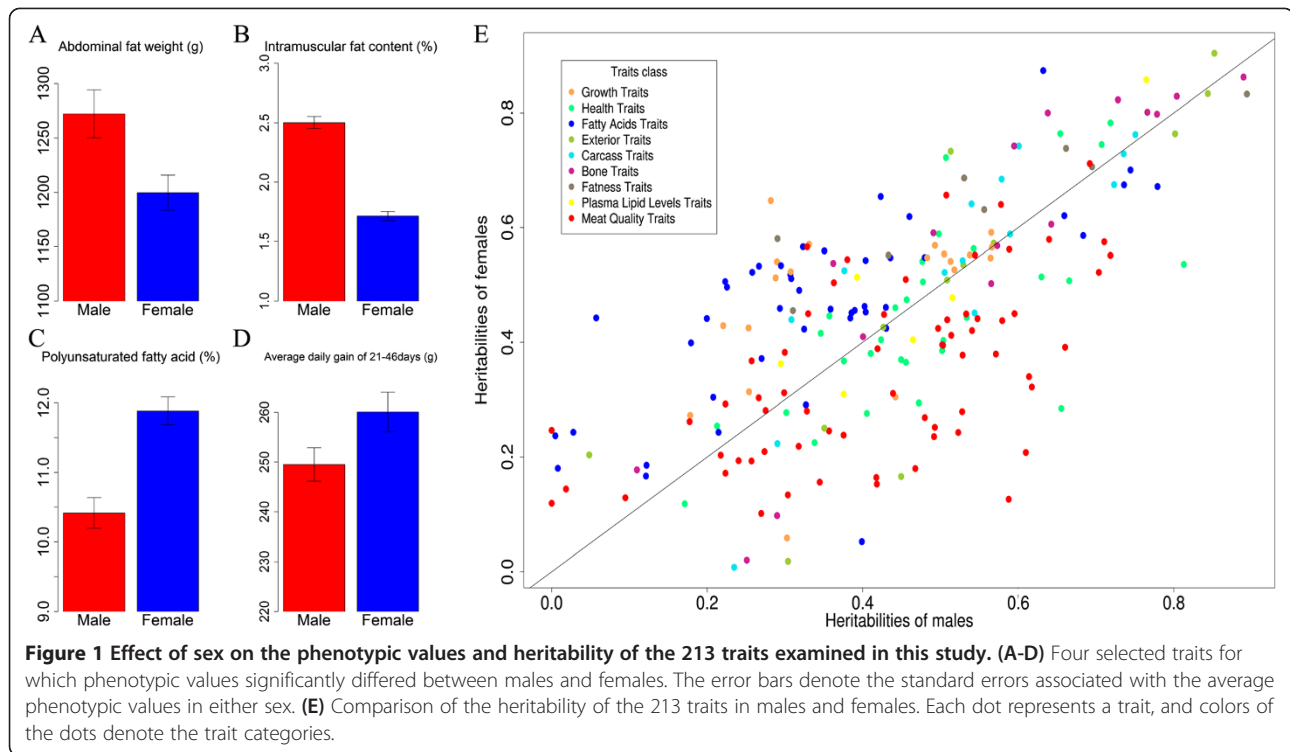 A
Abdominal fat weight (g)
1100 1150 1200 1250 1300
Male Female
B
Intramuscular fat content (%)
1.0 1.5 2.0 2.5 3.0
Male Female
C
Polyunsaturated fatty acid (%)
9.0 10.0 11.0 12.0
Male Female
D
Average daily gain of 21-46days (g)
220 230 240 250 260
Male Female
E
Traits class
Growth Traits
Health Traits
Fatty Acids Traits
Exterior Traits
Carcass Traits
Bone Traits
Fatness Traits
Plasma Lipid Levels Traits
Meat Quality Traits
Heritabilities of females
0.0 0.2 0.4 0.6 0.8
0.0 0.2 0.4 0.6 0.8
Heritabilities of males
Figure 1 Effect of sex on the phenotypic values and heritability of the 213 traits examined in this study. (A-D) Four selected traits for
which phenotypic values significantly differed between males and females. The error bars denote the standard errors associated with the average
phenotypic values in either sex. (E) Comparison of the heritability of the 213 traits in males and females. Each dot represents a trait, and colors of
the dots denote the trait categories.